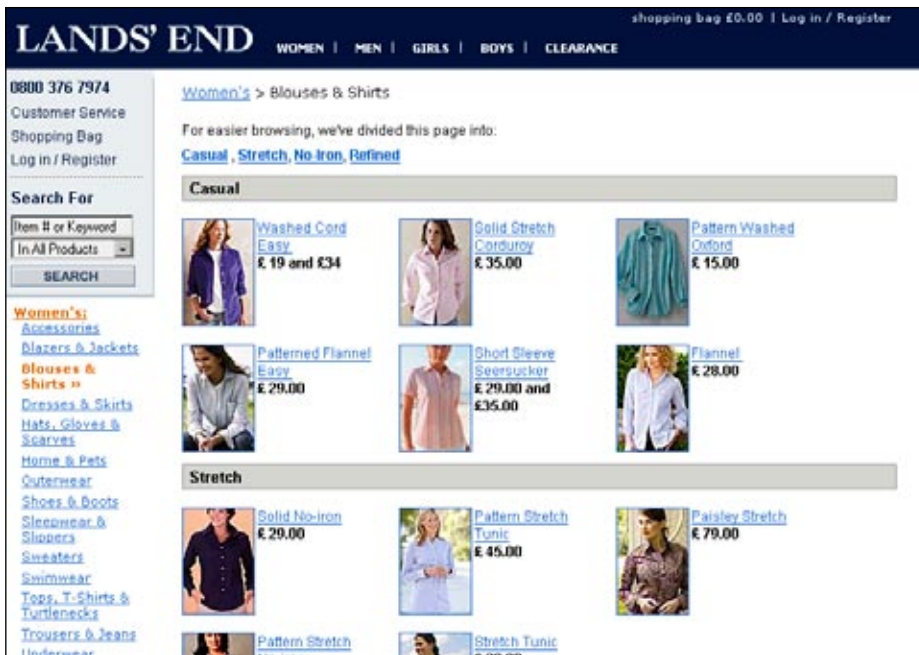 shopping bag £0.00 | Log in / Register
LANDS' END
WOMEN | MEN | GIRLS | BOYS | CLEARANCE
0800 376 7974
Customer Service
Shopping Bag
Log in / Register
Search For
Item # or Keyword
In All Products
SEARCH
Women's:
Accessories
Blazers & Jackets
Blouses &
Shirts »
Dresses & Skirts
Hats, Gloves &
Scarves
Home & Pets
Outerwear
Shoes & Boots
Sleepwear &
Slippers
Sweaters
Swimwear
Tops, T-Shirts &
Turtlenecks
Trousers & Jeans
Underwear
Women's > Blouses & Shirts
For easier browsing, we've divided this page into:
Casual , Stretch, No-Iron, Refined
Casual
Washed Cord
Easy
£ 19 and £34
Solid Stretch
Corduroy
£ 35.00
Pattern Washed
Oxford
£ 15.00
Patterned Flannel
Easy
£ 29.00
Short Sleeve
Seersucker
£ 29.00 and
£35.00
Flannel
£ 28.00
Stretch
Solid No-iron
£ 29.00
Pattern Stretch
Tunic
£ 45.00
Paisley Stretch
£ 79.00
Pattern Stretch
Stretch Tunic